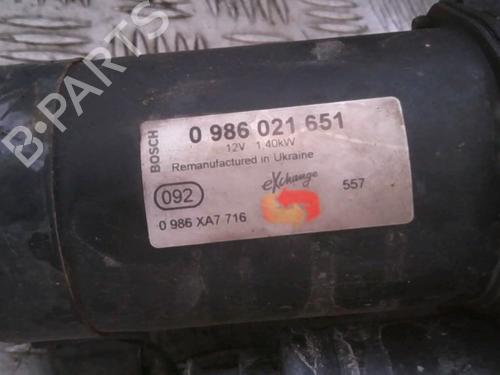 BOSCH
0 986 021 651
12V 1,40kW
Remanufactured in Ukraine
092
eXchange
557
0 986 XA7 716
B-PARTS